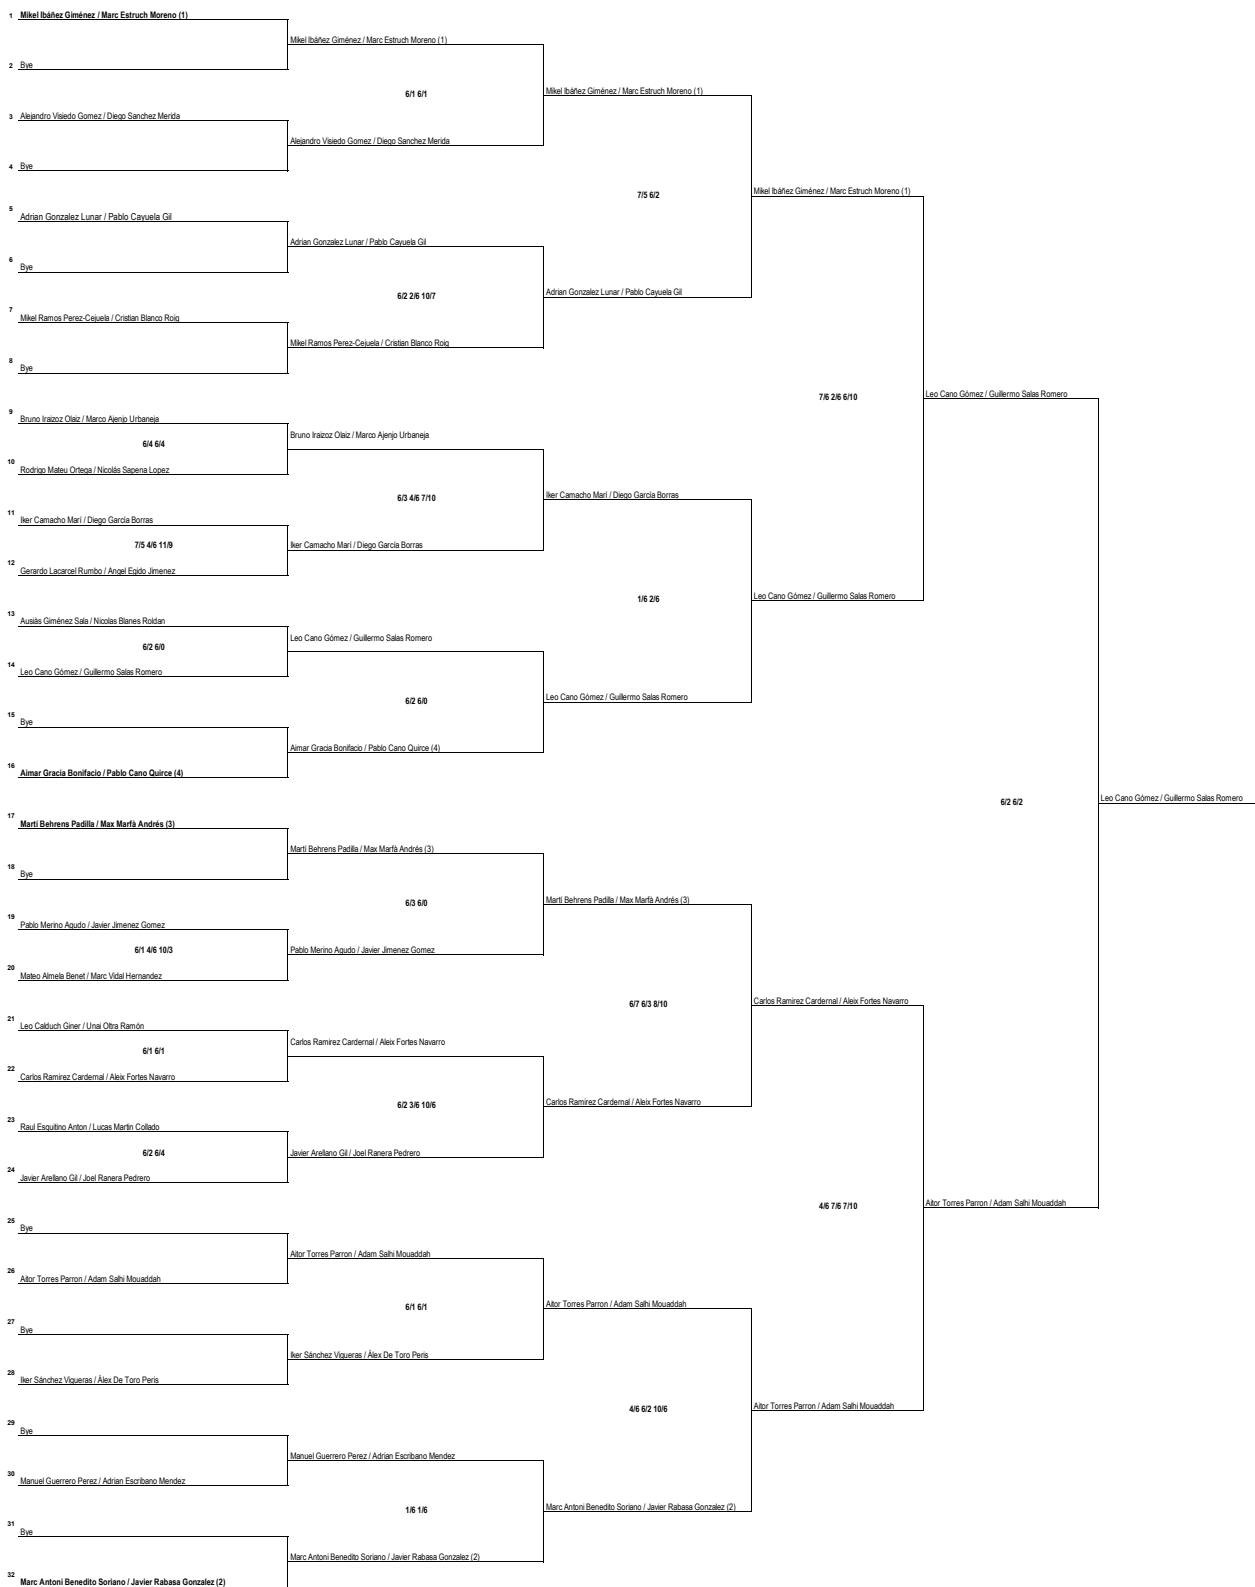 1 Mikel Ibáñez Giménez / Marc Estruch Moreno (1)
Mikel Ibáñez Giménez / Marc Estruch Moreno (1)
2 Bye
6/1 6/1
Mikel Ibáñez Giménez / Marc Estruch Moreno (1)
3 Alejandro Visiedo Gomez / Diego Sanchez Merida
Alejandro Visiedo Gomez / Diego Sanchez Merida
4 Bye
7/5 6/2
Mikel Ibáñez Giménez / Marc Estruch Moreno (1)
5 Adrian Gonzalez Lunar / Pablo Cayuela Gil
Adrian Gonzalez Lunar / Pablo Cayuela Gil
6 Bye
6/2 2/6 10/7
Adrian Gonzalez Lunar / Pablo Cayuela Gil
7 Mikel Ramos Perez-Cejuela / Cristian Blanco Roig
Mikel Ramos Perez-Cejuela / Cristian Blanco Roig
8 Bye
7/6 2/6 6/10
Leo Cano Gómez / Guillermo Salas Romero
9 Bruno Iraizoz Olaiz / Marco Ajenjo Urbaneja
6/4 6/4
Bruno Iraizoz Olaiz / Marco Ajenjo Urbaneja
10 Rodrigo Mateu Ortega / Nicolás Sapena Lopez
6/3 4/6 7/10
Iker Camacho Marí / Diego García Borras
11 Iker Camacho Marí / Diego García Borras
7/5 4/6 11/9
Iker Camacho Marí / Diego García Borras
12 Gerardo Lacarcel Rumbo / Angel Egido Jimenez
1/6 2/6
Leo Cano Gómez / Guillermo Salas Romero
13 Ausiàs Giménez Sala / Nicolas Blanes Roldan
6/2 6/0
Leo Cano Gómez / Guillermo Salas Romero
14 Leo Cano Gómez / Guillermo Salas Romero
6/2 6/0
Leo Cano Gómez / Guillermo Salas Romero
15 Bye
Aimar Gracia Bonifacio / Pablo Cano Quirce (4)
16 Aimar Gracia Bonifacio / Pablo Cano Quirce (4)
6/2 6/2
Leo Cano Gómez / Guillermo Salas Romero
17 Martí Behrens Padilla / Max Marfà Andrés (3)
Martí Behrens Padilla / Max Marfà Andrés (3)
18 Bye
6/3 6/0
Martí Behrens Padilla / Max Marfà Andrés (3)
19 Pablo Merino Agudo / Javier Jimenez Gomez
6/1 4/6 10/3
Pablo Merino Agudo / Javier Jimenez Gomez
20 Mateo Almela Benet / Marc Vidal Hernandez
6/7 6/3 8/10
Carlos Ramirez Cardernal / Aleix Fortes Navarro
21 Leo Calduch Giner / Unai Oltra Ramón
6/1 6/1
Carlos Ramirez Cardernal / Aleix Fortes Navarro
22 Carlos Ramirez Cardernal / Aleix Fortes Navarro
6/2 3/6 10/6
Carlos Ramirez Cardernal / Aleix Fortes Navarro
23 Raul Esquitino Anton / Lucas Martin Collado
6/2 6/4
Javier Arellano Gil / Joel Ranera Pedrero
24 Javier Arellano Gil / Joel Ranera Pedrero
4/6 7/6 7/10
Aitor Torres Parron / Adam Salhi Mouaddah
25 Bye
Aitor Torres Parron / Adam Salhi Mouaddah
26 Aitor Torres Parron / Adam Salhi Mouaddah
6/1 6/1
Aitor Torres Parron / Adam Salhi Mouaddah
27 Bye
Iker Sánchez Vigueras / Álex De Toro Peris
28 Iker Sánchez Vigueras / Álex De Toro Peris
4/6 6/2 10/6
Aitor Torres Parron / Adam Salhi Mouaddah
29 Bye
Manuel Guerrero Perez / Adrian Escribano Mendez
30 Manuel Guerrero Perez / Adrian Escribano Mendez
1/6 1/6
Marc Antoni Benedito Soriano / Javier Rabasa Gonzalez (2)
31 Bye
Marc Antoni Benedito Soriano / Javier Rabasa Gonzalez (2)
32 Marc Antoni Benedito Soriano / Javier Rabasa Gonzalez (2)